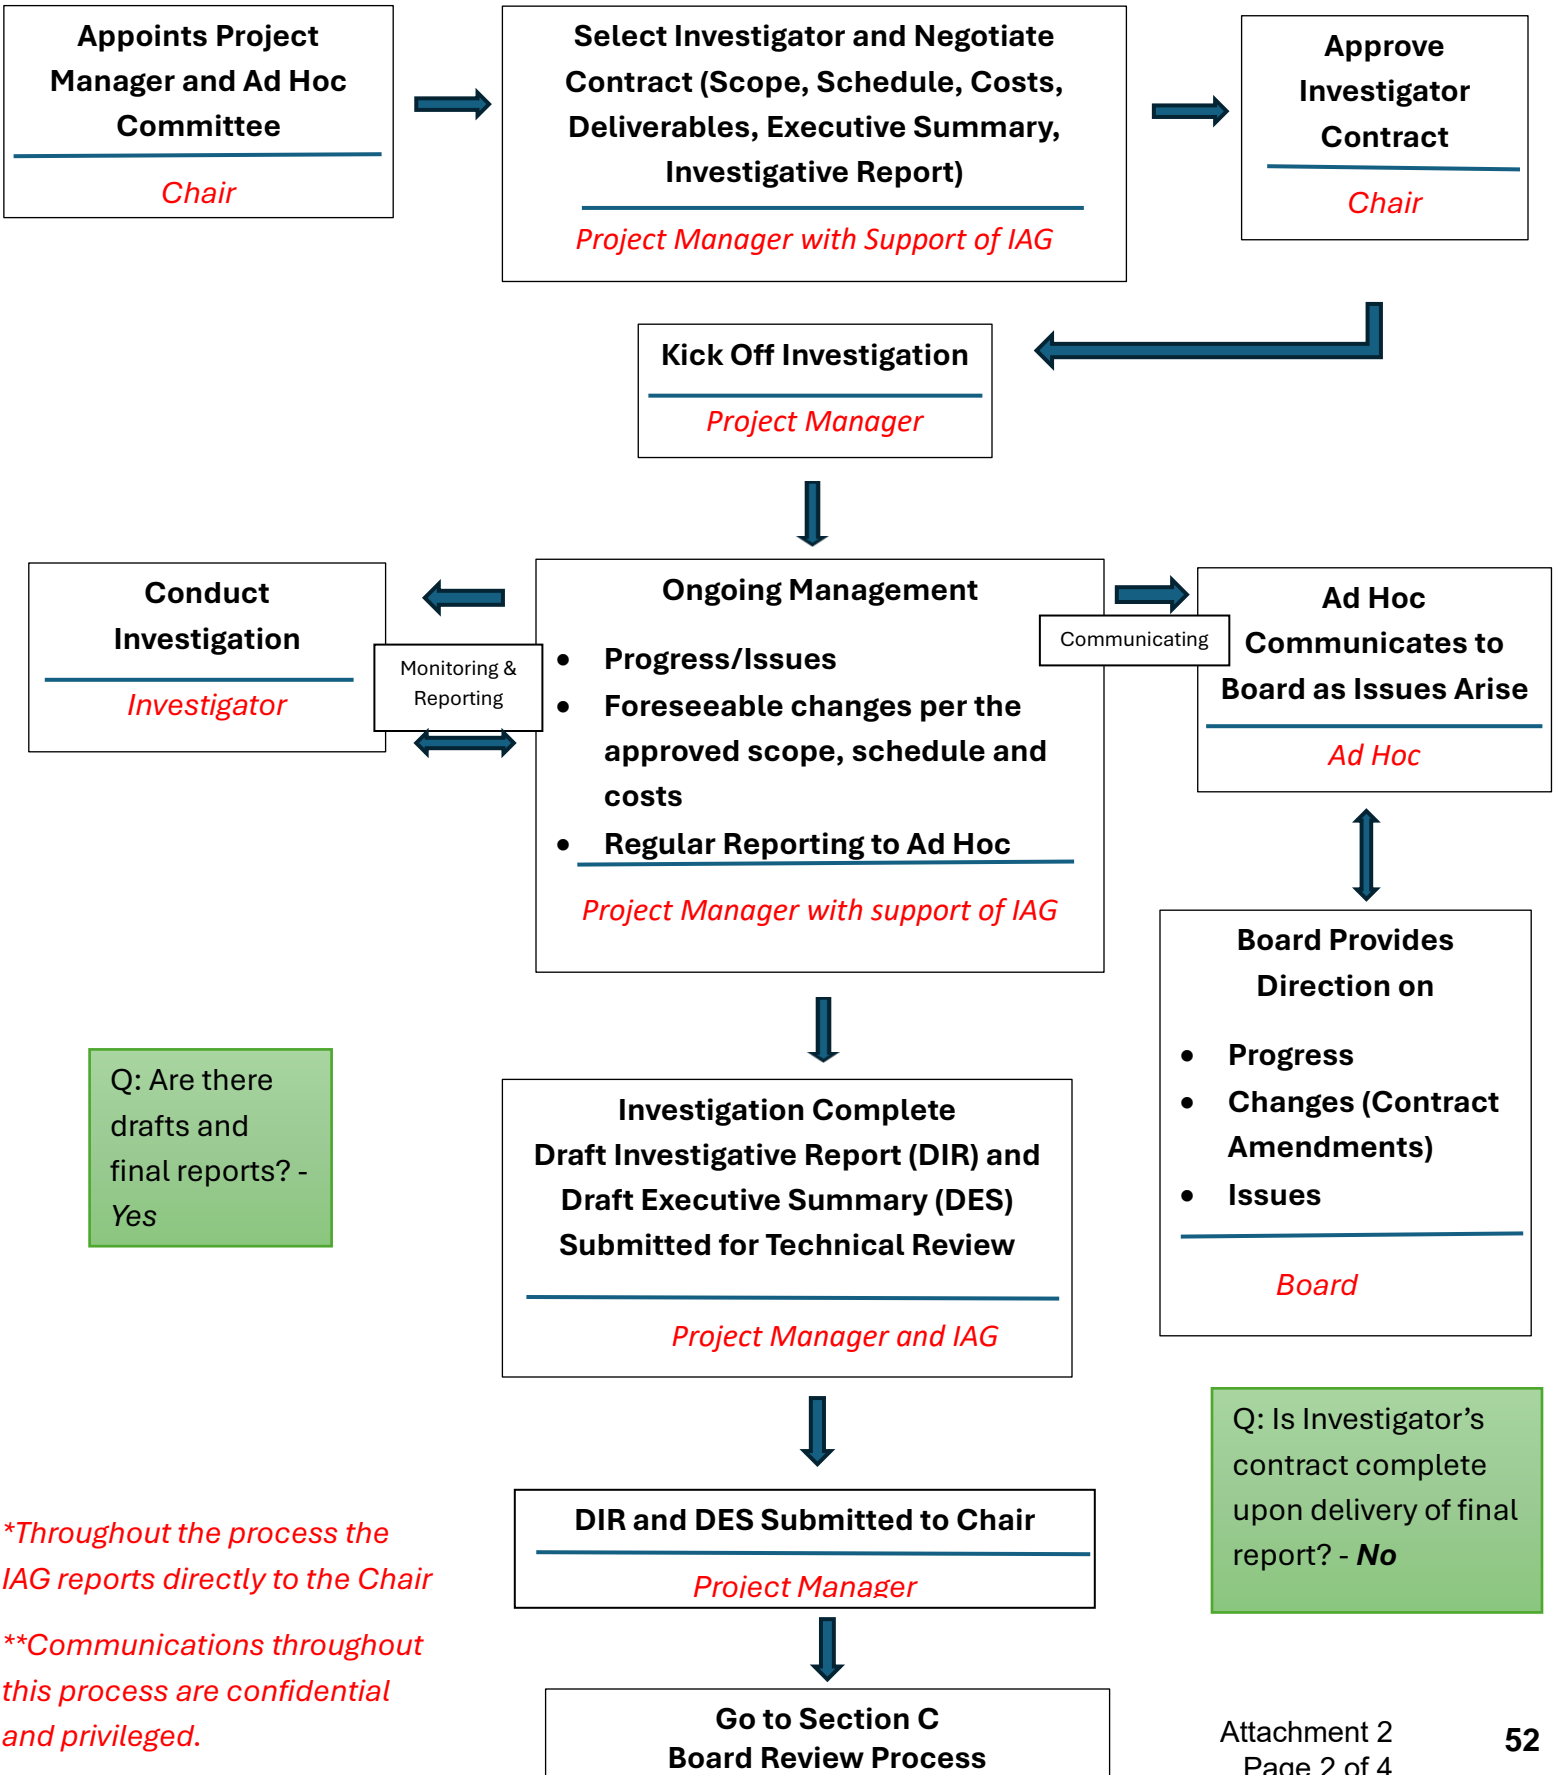 Appoints Project
Manager and Ad Hoc
Committee
Chair
Select Investigator and Negotiate
Contract (Scope, Schedule, Costs,
Deliverables, Executive Summary,
Investigative Report)
Project Manager with Support of IAG
Approve
Investigator
Contract
Chair
Kick Off Investigation
Project Manager
Conduct
Investigation
Investigator
Monitoring &
Reporting
Ongoing Management
• Progress/Issues
• Foreseeable changes per the
approved scope, schedule and
costs
• Regular Reporting to Ad Hoc
Project Manager with support of IAG
Communicating
Ad Hoc
Communicates to
Board as Issues Arise
Ad Hoc
Board Provides
Direction on
• Progress
• Changes (Contract
Amendments)
• Issues
Board
Q: Are there
drafts and
final reports? -
Yes
Investigation Complete
Draft Investigative Report (DIR) and
Draft Executive Summary (DES)
Submitted for Technical Review
Project Manager and IAG
Q: Is Investigator’s
contract complete
upon delivery of final
report? - No
DIR and DES Submitted to Chair
Project Manager
*Throughout the process the
IAG reports directly to the Chair
**Communications throughout
this process are confidential
and privileged.
Go to Section C
Board Review Process
Attachment 2
Page 2 of 4
52